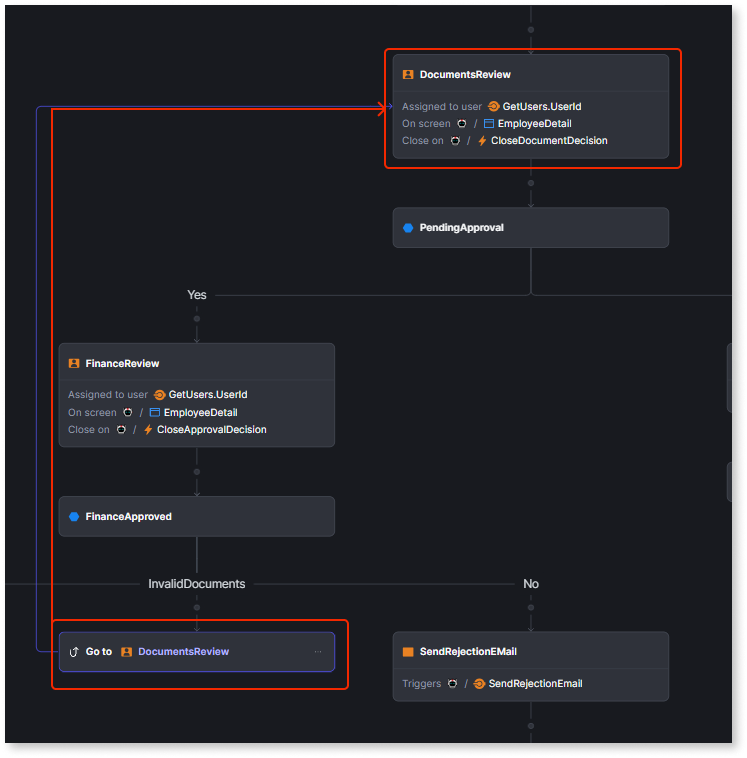 DocumentsReview
Assigned to user GetUsers.UserId
On screen / EmployeeDetail
Close on / CloseDocumentDecision
PendingApproval
Yes
FinanceReview
Assigned to user GetUsers.UserId
On screen / EmployeeDetail
Close on / CloseApprovalDecision
FinanceApproved
InvalidDocuments
No
Go to DocumentsReview ...
SendRejectionEMail
Triggers / SendRejectionEmail